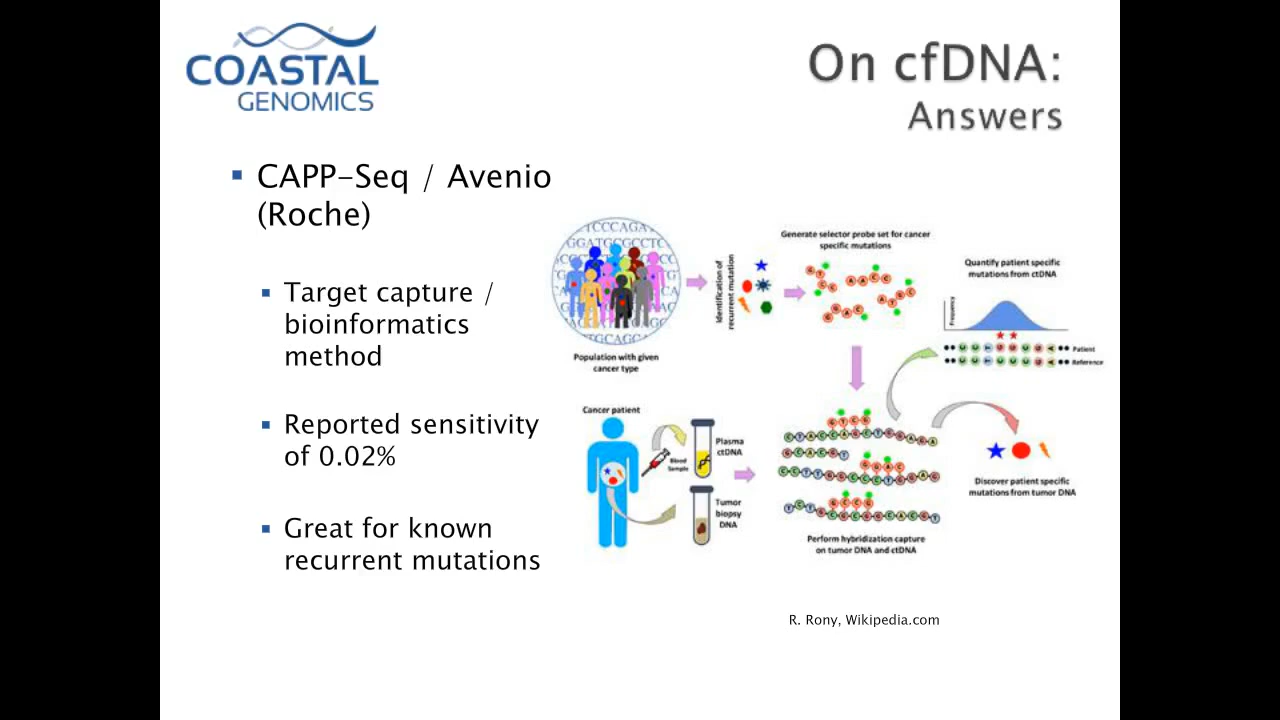 COASTAL
GENOMICS
On cfDNA:
Answers
CAPP-Seq / Avenio
(Roche)
Target capture /
bioinformatics
method
Reported sensitivity
of 0.02%
Great for known
recurrent mutations
Population with given
cancer type
Identification of
recurrent mutation
Generate selector probe set for cancer
specific mutations
Quantify patient specific
mutations from ctDNA
Frequency
Patient
Reference
Cancer patient
Blood
Sample
Plasma
ctDNA
Tumor
biopsy
DNA
Perform hybridization capture
on tumor DNA and ctDNA
Discover patient specific
mutations from tumor DNA
R. Rony, Wikipedia.com